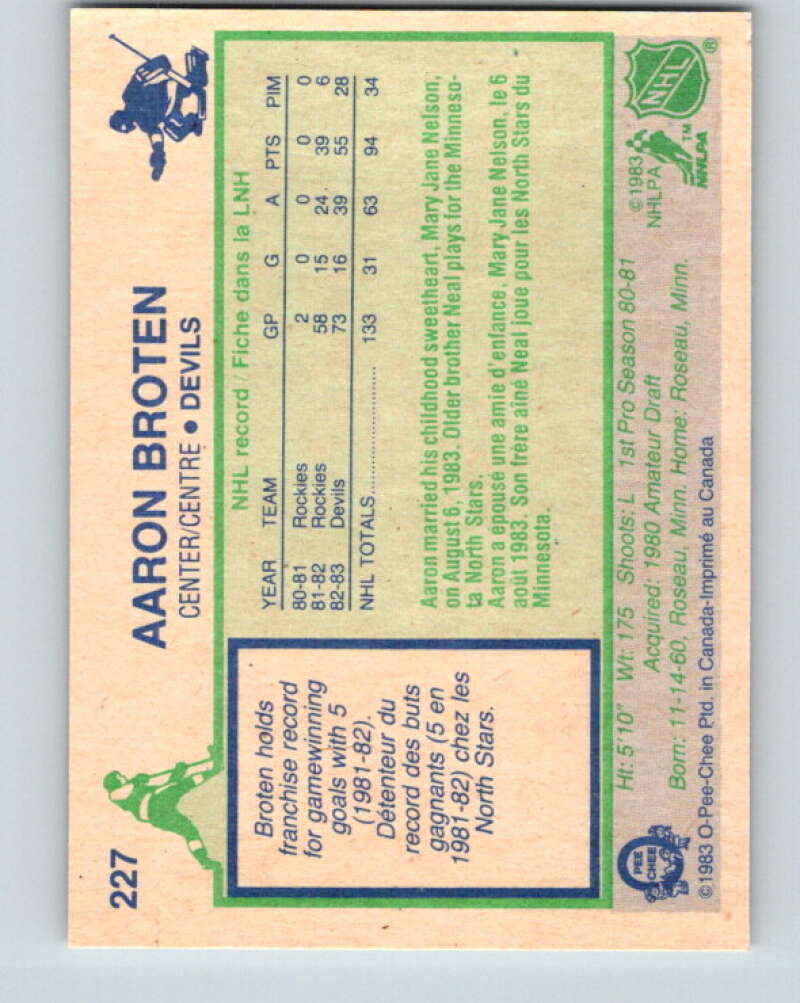 227
AARON BROTEN
CENTER/CENTRE • DEVILS
Broten holds
franchise record
for gamewinning
goals with 5
(1981-82).
Détenteur du
record des buts
gagnants (5 en
1981-82) chez les
North Stars.
NHL record / Fiche dans la LNH
YEAR TEAM GP G A PTS PIM
80-81 Rockies 2 0 0 0 0
81-82 Rockies 58 15 24 39 6
82-83 Devils 73 16 39 55 28
NHL TOTALS 133 31 63 94 34
Aaron married his childhood sweetheart, Mary Jane Nelson,
on August 6, 1983. Older brother Neal plays for the Minneso-
ta North Stars.
Aaron a épousé une amie d'enfance, Mary Jane Nelson, le 6
août 1983. Son frère aîné Neal joue pour les North Stars du
Minnesota.
Ht: 5'10" Wt: 175 Shoots: L 1st Pro Season 80-81
Acquired: 1980 Amateur Draft
Born: 11-14-60, Roseau, Minn. Home: Roseau, Minn.
©1983 O-Pee-Chee Ptd. in Canada-Imprimé au Canada
O
PEE
CHEE
©1983
NHLPA
NHL ®
NHLPA ™